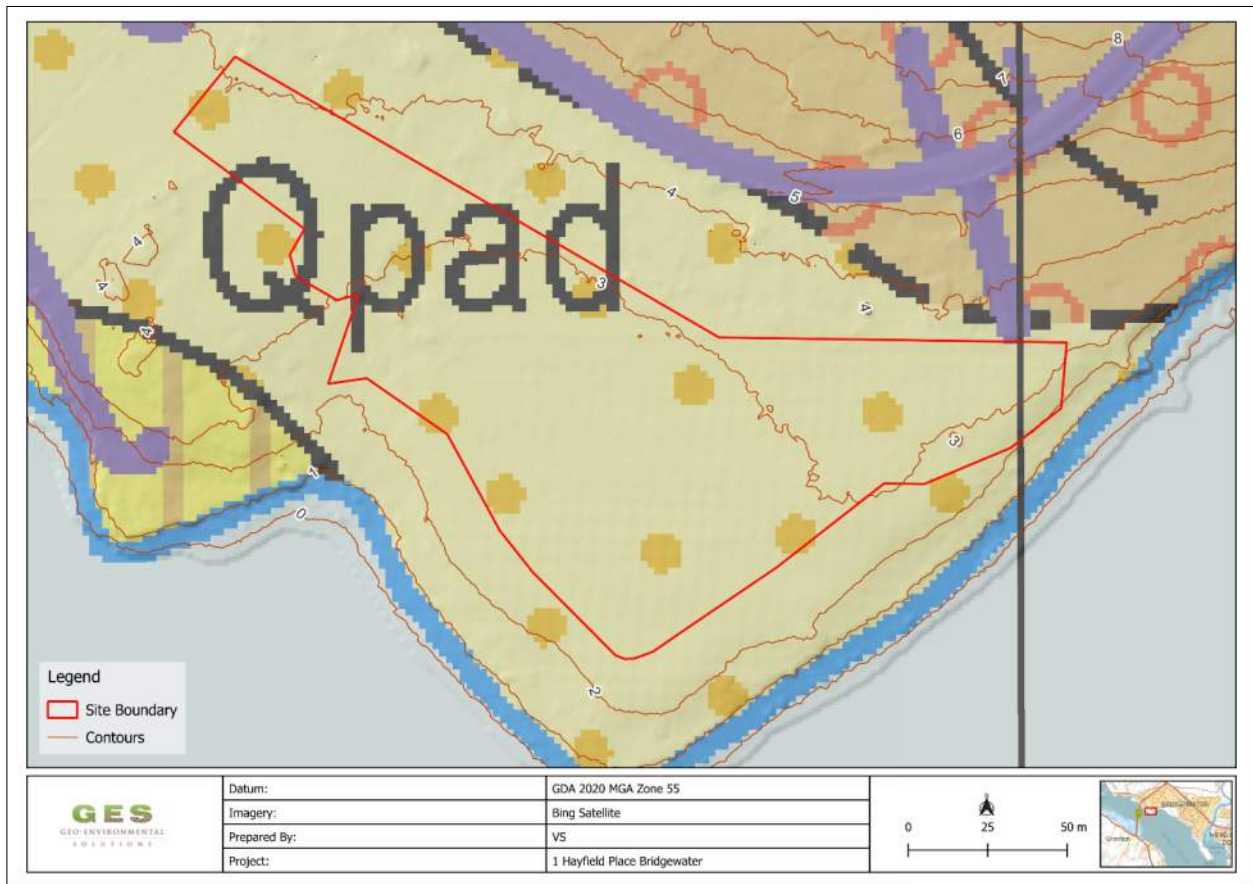 8
7
6
5
4
Qpad
4
4
3
4
4
3
1
0
2
Legend
Site Boundary
Contours
GES
GEO-ENVIRONMENTAL
SOLUTIONS
Datum: GDA 2020 MGA Zone 55
Imagery: Bing Satellite
Prepared By: VS
Project: 1 Hayfield Place Bridgewater
0 25 50 m
BRIDGEWATER
Granton